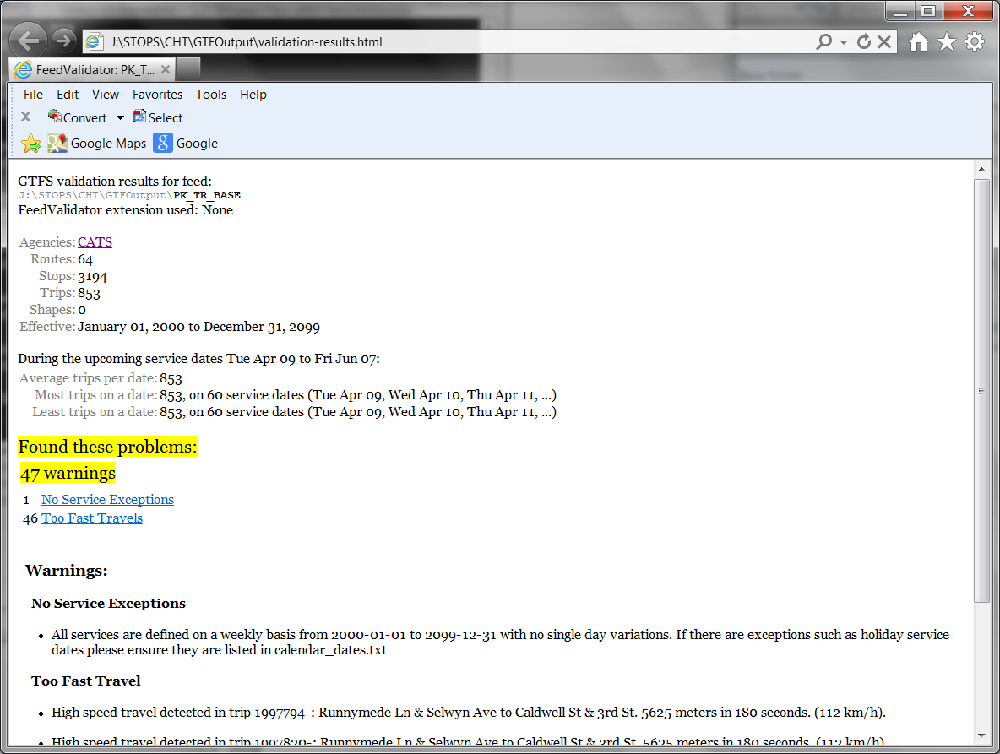 J:\STOPS\CHT\GTFOutput\validation-results.html
FeedValidator: PK_T...
File Edit View Favorites Tools Help
x Convert Select
Google Maps Google
GTFS validation results for feed:
J:\STOPS\CHT\GTFOutput\PK_TR_BASE
FeedValidator extension used: None
Agencies: CATS
Routes: 64
Stops: 3194
Trips: 853
Shapes: 0
Effective: January 01, 2000 to December 31, 2099
During the upcoming service dates Tue Apr 09 to Fri Jun 07:
Average trips per date: 853
Most trips on a date: 853, on 60 service dates (Tue Apr 09, Wed Apr 10, Thu Apr 11, ...)
Least trips on a date: 853, on 60 service dates (Tue Apr 09, Wed Apr 10, Thu Apr 11, ...)
Found these problems:
47 warnings
1 No Service Exceptions
46 Too Fast Travels
Warnings:
No Service Exceptions
• All services are defined on a weekly basis from 2000-01-01 to 2099-12-31 with no single day variations. If there are exceptions such as holiday service
dates please ensure they are listed in calendar_dates.txt
Too Fast Travel
• High speed travel detected in trip 1997794-: Runnymede Ln & Selwyn Ave to Caldwell St & 3rd St. 5625 meters in 180 seconds. (112 km/h).
• High speed travel detected in trip 1997820-: Runnymede Ln & Selwyn Ave to Caldwell St & 3rd St. 5625 meters in 180 seconds. (112 km/h).